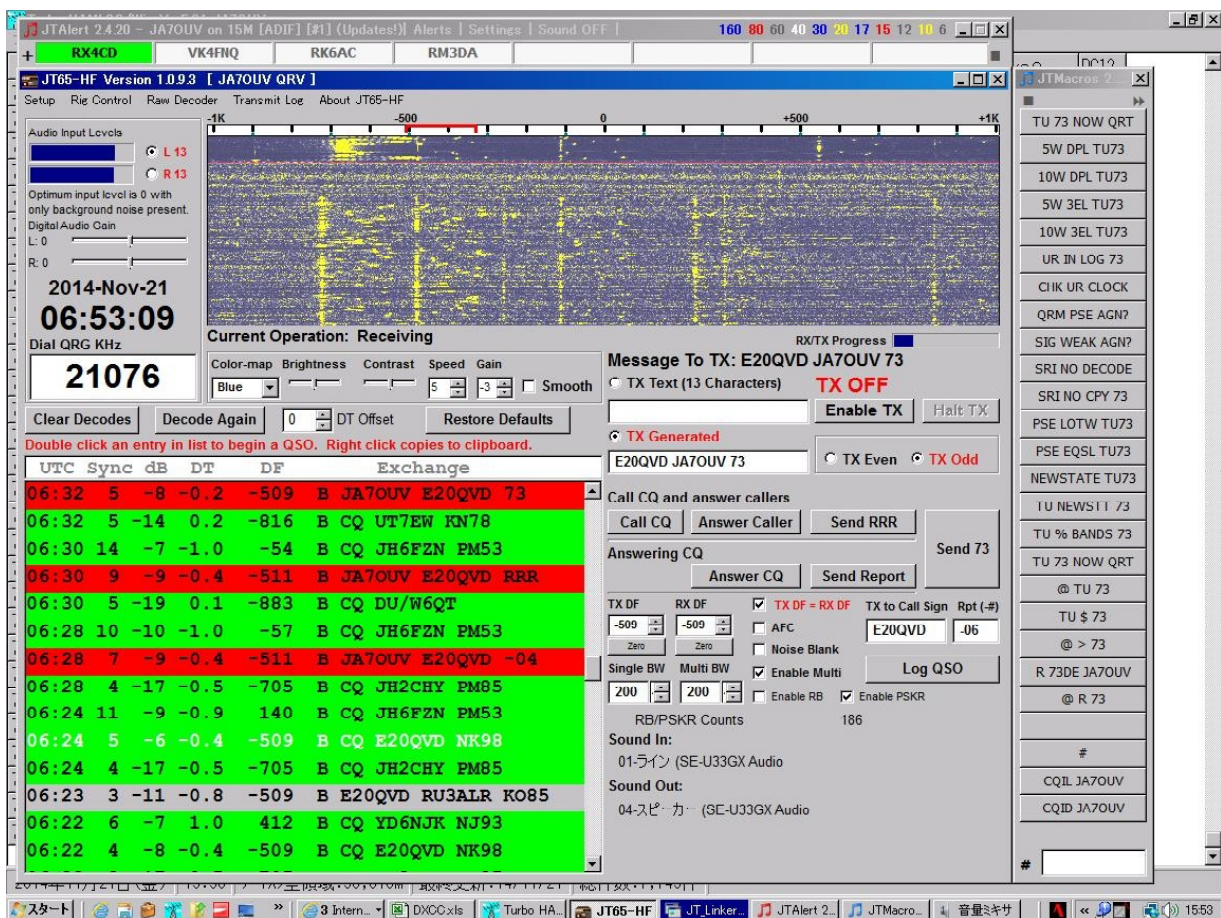 JTAlert 2.4.20 - JA7OUV on 15M [ADIF] [#1] (Updates!)| Alerts | Settings | Sound OFF |
160 80 60 40 30 20 17 15 12 10 6
RX4CD VK4FNQ RK6AC RM3DA
DC12
JT65-HF Version 1.0.9.3 [ JA7OUV QRV ]
Setup Rig Control Raw Decoder Transmit Log About JT65-HF
-1K -500 0 +500 +1K
Audio Input Levels
L 13
R 13
Optimum input level is 0 with
only background noise present.
Digital Audio Gain
L: 0
R: 0
2014-Nov-21
06:53:09
Dial QRG KHz
21076
Current Operation: Receiving
RX/TX Progress
Color-map Brightness Contrast Speed Gain
Blue 5 -3 Smooth
Clear Decodes Decode Again 0 DT Offset Restore Defaults
Double click an entry in list to begin a QSO. Right click copies to clipboard.
UTC Sync dB DT DF Exchange
06:32 5 -8 -0.2 -509 B JA7OUV E20QVD 73
06:32 5 -14 0.2 -816 B CQ UT7EW KN78
06:30 14 -7 -1.0 -54 B CQ JH6FZN PM53
06:30 9 -9 -0.4 -511 B JA7OUV E20QVD RRR
06:30 5 -19 0.1 -883 B CQ DU/W6QT
06:28 10 -10 -1.0 -57 B CQ JH6FZN PM53
06:28 7 -9 -0.4 -511 B JA7OUV E20QVD -04
06:28 4 -17 -0.5 -705 B CQ JH2CHY PM85
06:24 11 -9 -0.9 140 B CQ JH6FZN PM53
06:24 5 -6 -0.4 -509 B CQ E20QVD NK98
06:24 4 -17 -0.5 -705 B CQ JH2CHY PM85
06:23 3 -11 -0.8 -509 B E20QVD RU3ALR KO85
06:22 6 -7 1.0 412 B CQ YD6NJK NJ93
06:22 4 -8 -0.4 -509 B CQ E20QVD NK98
Message To TX: E20QVD JA7OUV 73
TX Text (13 Characters) TX OFF
Enable TX Halt TX
TX Generated
E20QVD JA7OUV 73 TX Even TX Odd
Call CQ and answer callers
Call CQ Answer Caller Send RRR
Answering CQ
Send 73
Answer CQ Send Report
TX DF RX DF TX DF = RX DF TX to Call Sign Rpt (-#)
-509 -509 AFC E20QVD -06
Zero Zero Noise Blank
Single BW Multi BW Enable Multi Log QSO
200 200 Enable RB Enable PSKR
RB/PSKR Counts 186
Sound In:
01-ライン (SE-U33GX Audio
Sound Out:
04-スピーカー (SE-U33GX Audio
JTMacros 2...
TU 73 NOW QRT
5W DPL TU73
10W DPL TU73
5W 3EL TU73
10W 3EL TU73
UR IN LOG 73
CHK UR CLOCK
QRM PSE AGN?
SIG WEAK AGN?
SRI NO DECODE
SRI NO CPY 73
PSE LOTW TU73
PSE EQSL TU73
NEWSTATE TU73
TU NEWSTT 73
TU % BANDS 73
TU 73 NOW QRT
@ TU 73
TU $ 73
@ > 73
R 73DE JA7OUV
@ R 73
#
CQIL JA7OUV
CQID JA7OUV
#
スタート
»
3 Intern... DXCC.xls Turbo HA... JT65-HF JT_Linker... JTAlert 2... JTMacro... 音量ミキサ
« 15:53